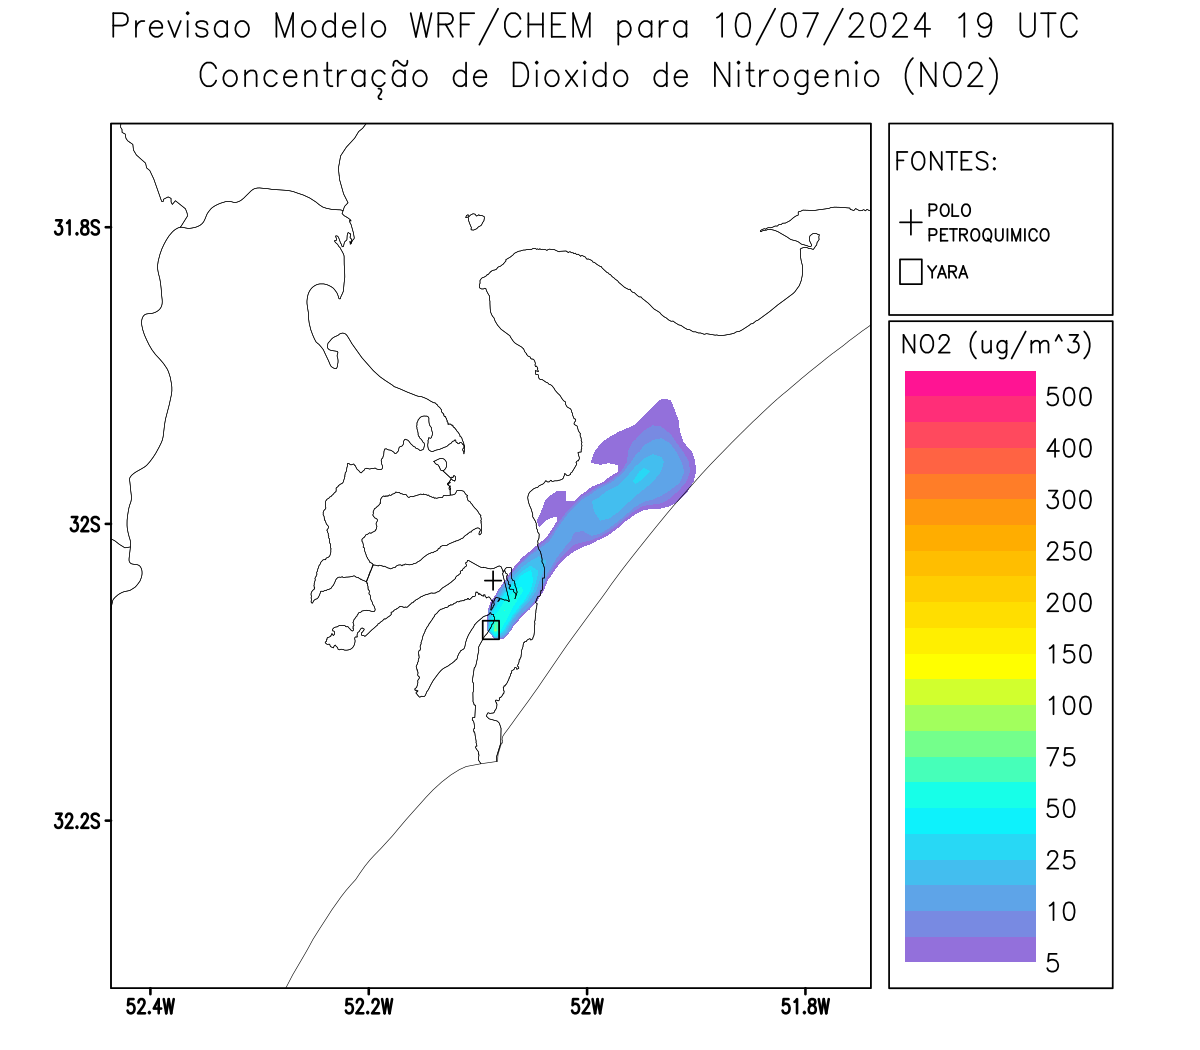 Previsao Modelo WRF/CHEM para 10/07/2024 19 UTC
Concentração de Dioxido de Nitrogenio (NO2)
FONTES:
POLO
PETROQUIMICO
YARA
31.8S
32S
32.2S
52.4W
52.2W
52W
51.8W
NO2 (ug/m^3)
500
400
300
250
200
150
100
75
50
25
10
5